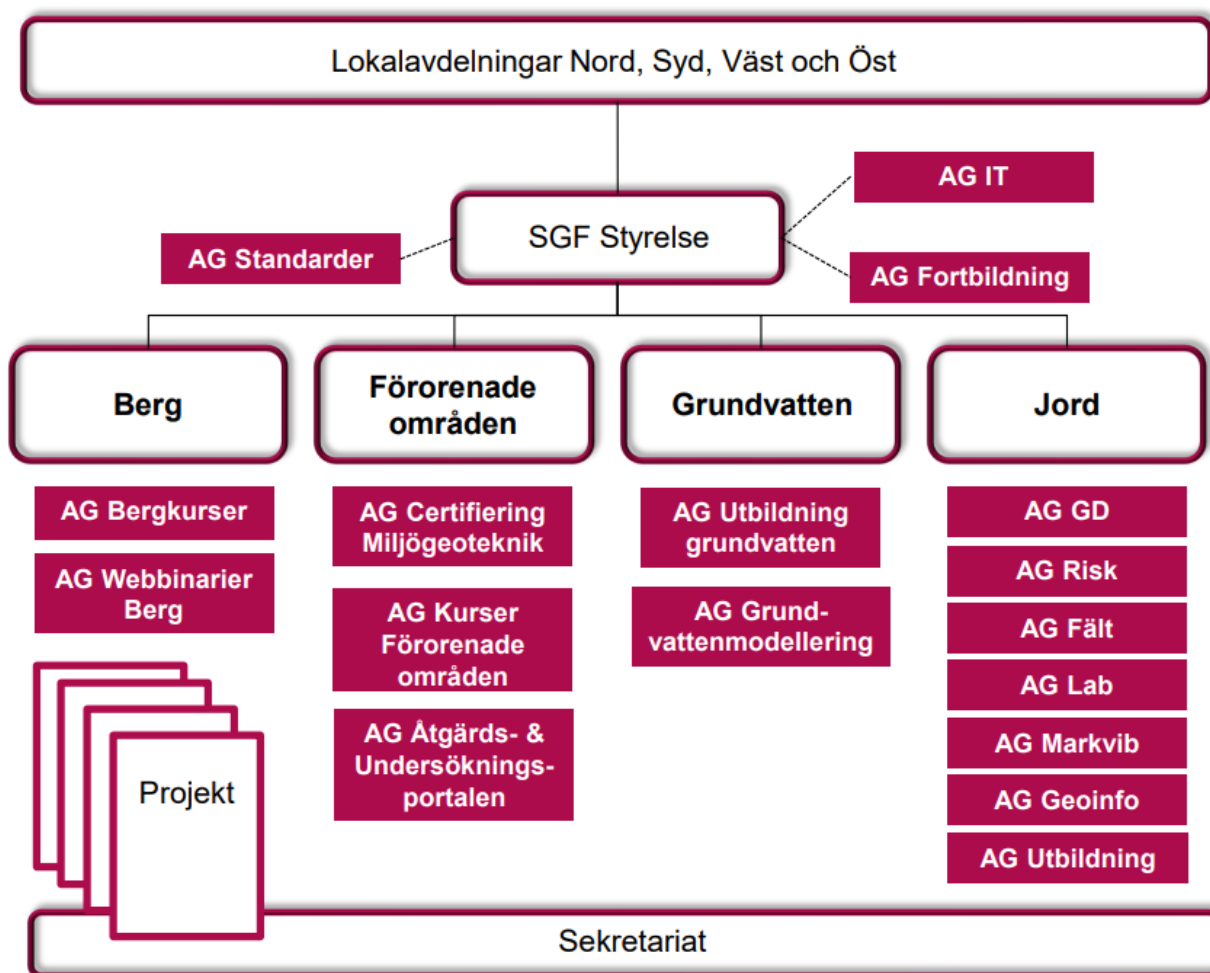 Lokalavdelningar Nord, Syd, Väst och Öst
AG IT
SGF Styrelse
AG Standarder
AG Fortbildning
Berg
Förorenade
områden
Grundvatten
Jord
AG Bergkurser
AG Webbinarier
Berg
AG Certifiering
Miljögeoteknik
AG Kurser
Förorenade
områden
AG Åtgärds- &
Undersöknings-
portalen
AG Utbildning
grundvatten
AG Grund-
vattenmodellering
AG GD
AG Risk
AG Fält
AG Lab
AG Markvib
AG Geoinfo
AG Utbildning
Projekt
Sekretariat